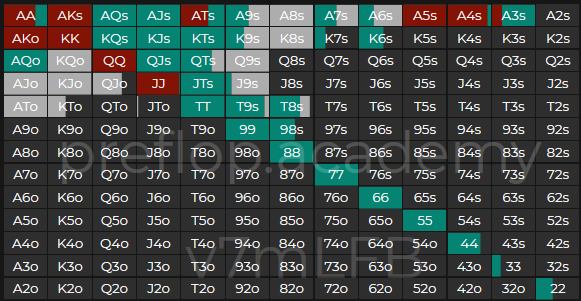 AA AKs AQs AJs ATs A9s A8s A7s A6s A5s A4s A3s A2s
AKo KK KQs KJs KTs K9s K8s K7s K6s K5s K4s K3s K2s
AQo KQo QQ QJs QTs Q9s Q8s Q7s Q6s Q5s Q4s Q3s Q2s
AJo KJo QJo JJ JTs J9s J8s J7s J6s J5s J4s J3s J2s
ATo KTo QTo JTo TT T9s T8s T7s T6s T5s T4s T3s T2s
A9o K9o Q9o J9o T9o 99 98s 97s 96s 95s 94s 93s 92s
A8o K8o Q8o J8o T8o 98o 88 87s 86s 85s 84s 83s 82s
preflop.academy
A7o K7o Q7o J7o T7o 97o 87o 77 76s 75s 74s 73s 72s
A6o K6o Q6o J6o T6o 96o 86o 76o 66 65s 64s 63s 62s
A5o K5o Q5o J5o T5o 95o 85o 75o 65o 55 54s 53s 52s
A4o K4o Q4o J4o T4o 94o 84o 74o 64o 54o 44 43s 42s
v7mLFB
A3o K3o Q3o J3o T3o 93o 83o 73o 63o 53o 43o 33 32s
A2o K2o Q2o J2o T2o 92o 82o 72o 62o 52o 42o 32o 22